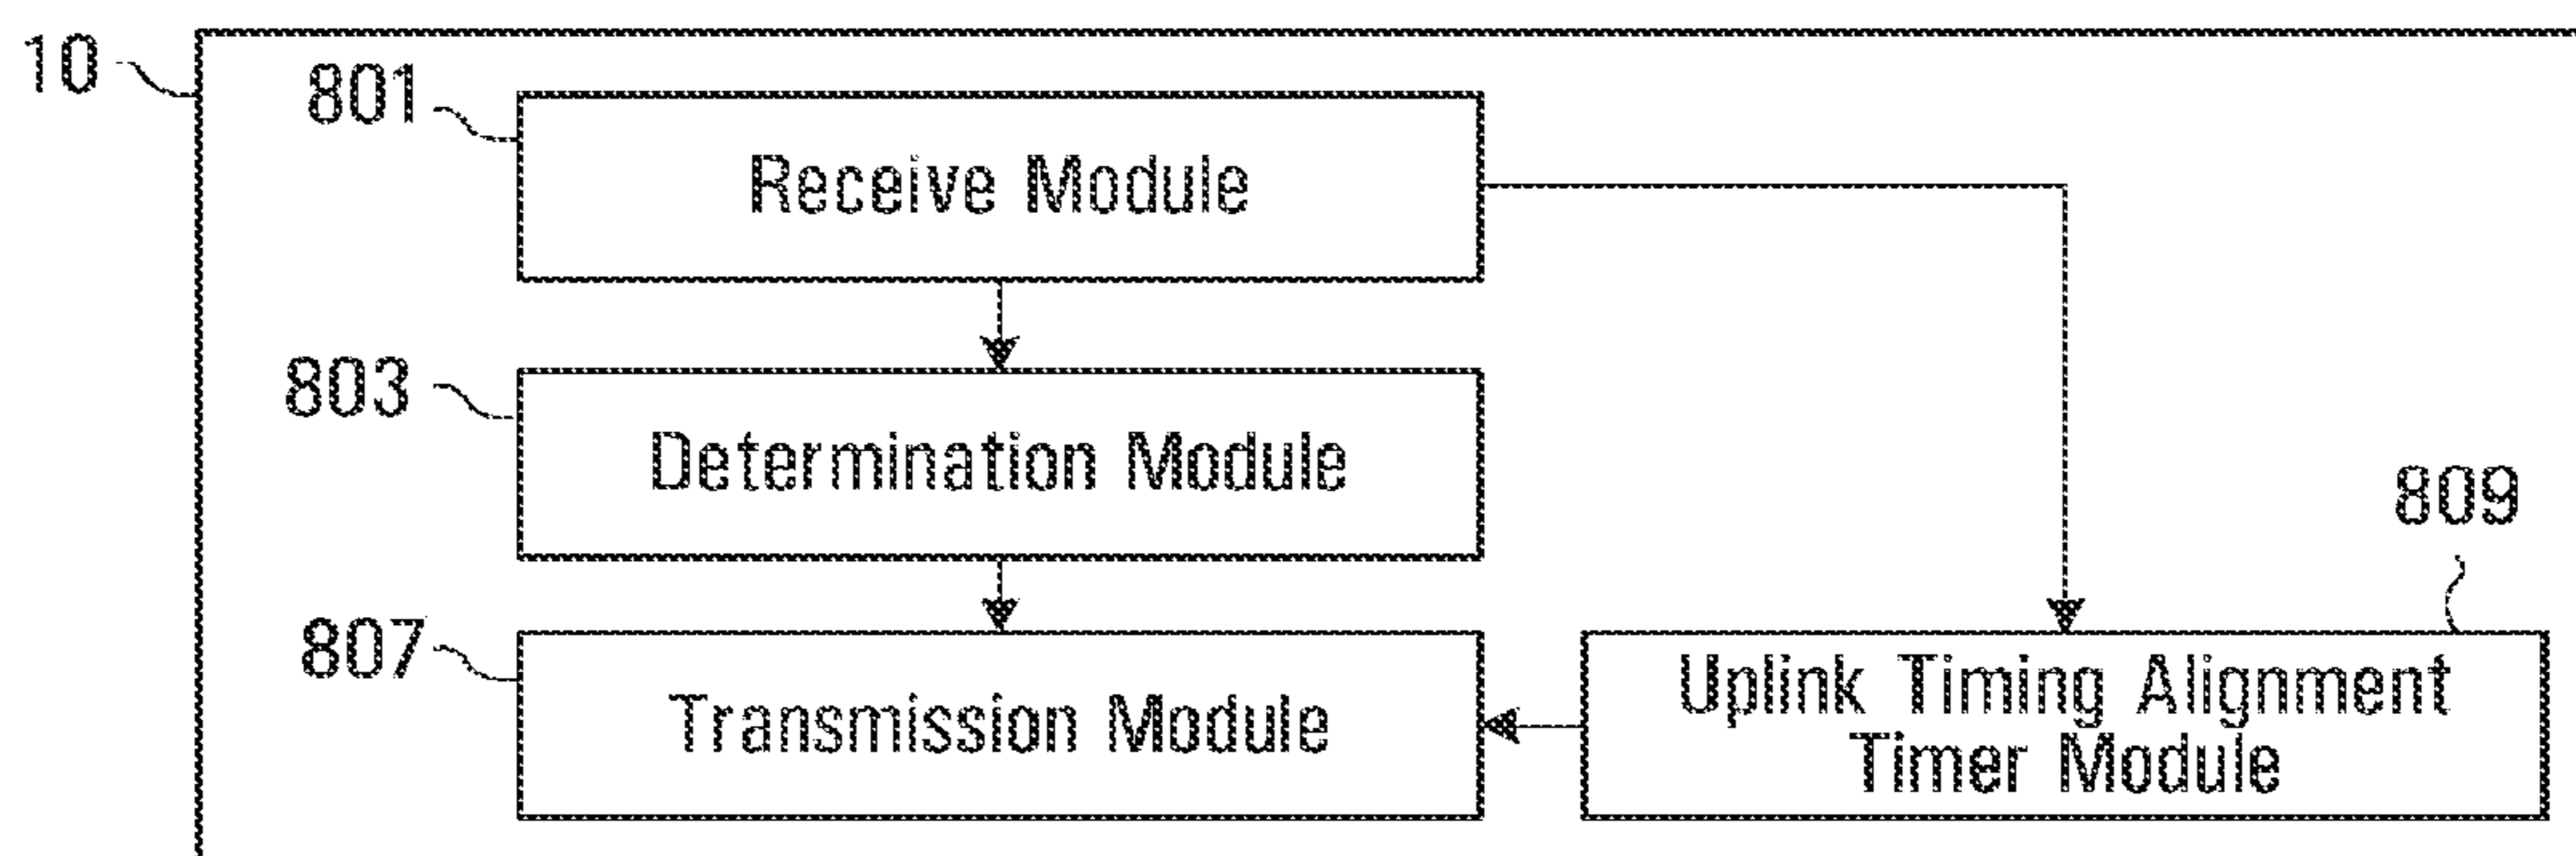 10
801
Receive Module
803
Determination Module
809
807
Transmission Module
Uplink Timing Alignment
Timer Module